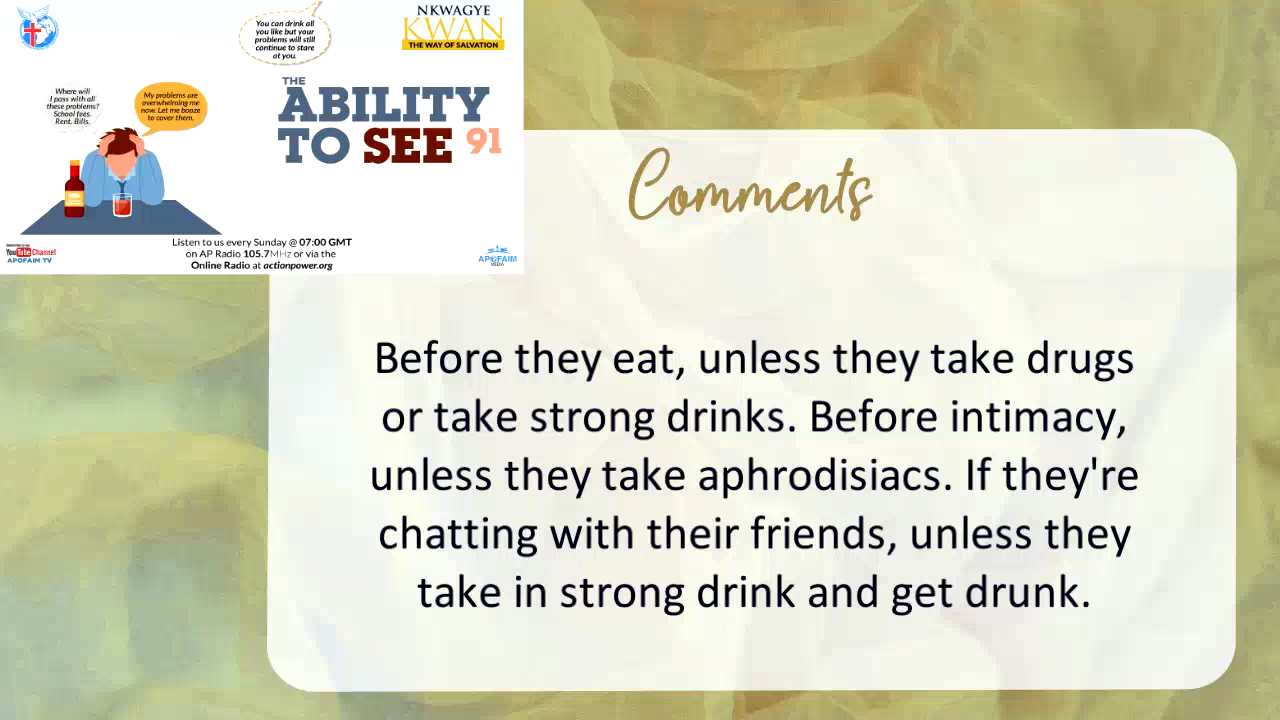 You can drink all
you like but your
problems will still
continue to stare
at you.
NKWAGYE
KWAN
THE WAY OF SALVATION
Where will
I pass with all
these problems?
School fees.
Rent. Bills.
My problems are
overwhelming me
now. Let me booze
to cover them.
THE
ABILITY
TO SEE 91
Listen to us every Sunday @ 07:00 GMT
on AP Radio 105.7MHz or via the
Online Radio at actionpower.org
YouTube Channel
APOFAIM TV
APOFAIM
MEDIA
Comments
Before they eat, unless they take drugs
or take strong drinks. Before intimacy,
unless they take aphrodisiacs. If they're
chatting with their friends, unless they
take in strong drink and get drunk.